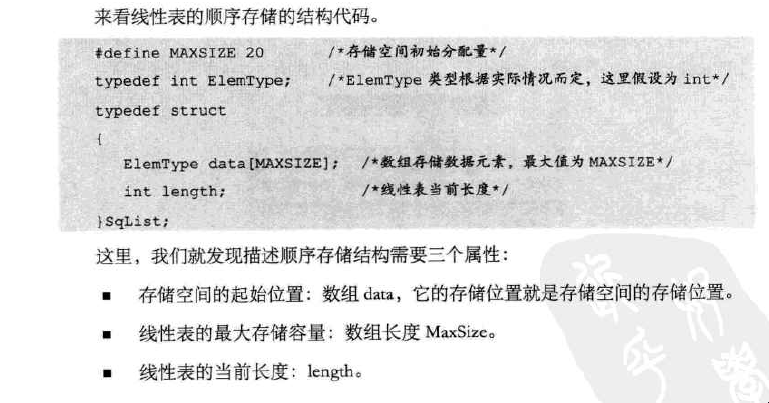 来看线性表的顺序存储的结构代码。
#define MAXSIZE 20 /*存储空间初始分配量*/
typedef int ElemType; /*ElemType 类型根据实际情况而定，这里假设为 int*/
typedef struct
{
ElemType data[MAXSIZE]; /*数组存储数据元素，最大值为 MAXSIZE*/
int length; /*线性表当前长度*/
}SqList;
这里，我们就发现描述顺序存储结构需要三个属性：
■ 存储空间的起始位置：数组 data，它的存储位置就是存储空间的存储位置。
■ 线性表的最大存储容量：数组长度 MaxSize。
■ 线性表的当前长度：length。